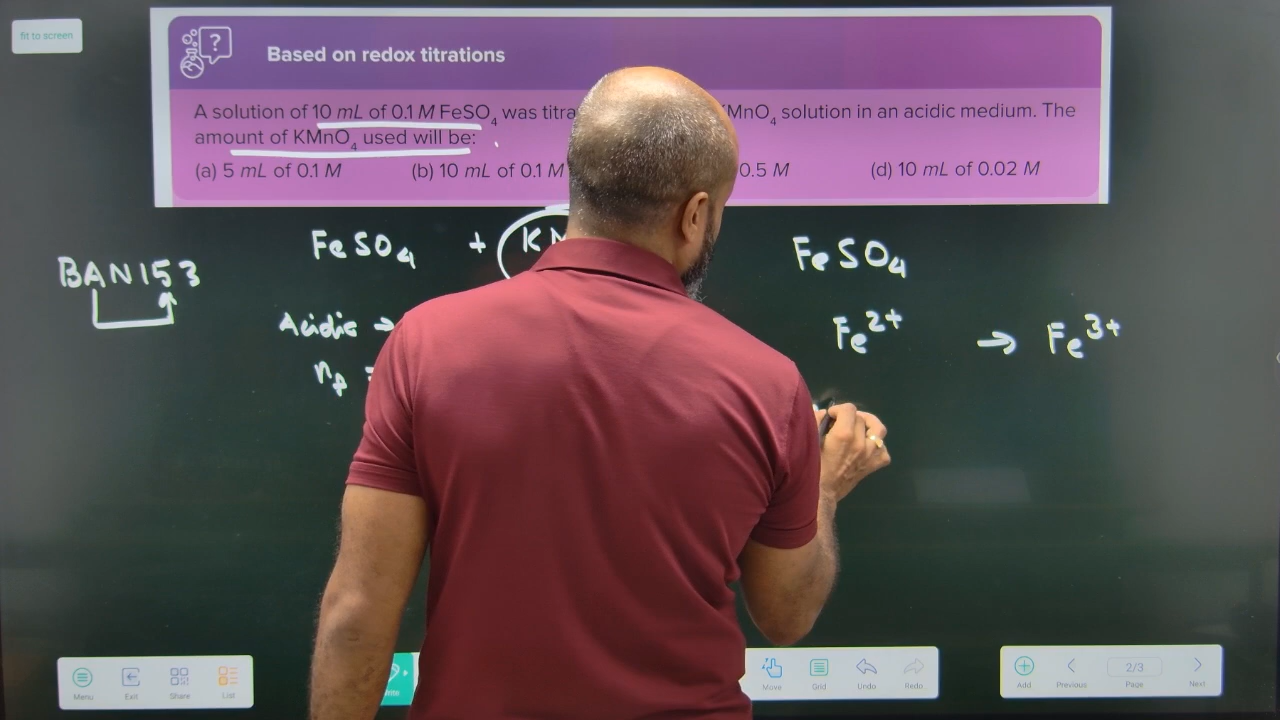 fit to screen
Based on redox titrations
A solution of 10 mL of 0.1 M FeSO₄ was KMnO₄ solution in an acidic medium. The
amount of KMnO₄ used will be:
(a) 5 mL of 0.1 M (b) 10 mL of 0.1 M 0.5 M (d) 10 mL of 0.02 M
FeSO₄ + FeSO₄
BAN153
Fe²⁺ → Fe³⁺
Acidic →
n_f =
Menu Exit Share List Move Grid Undo Redo Add Previous 2/3 Page Next